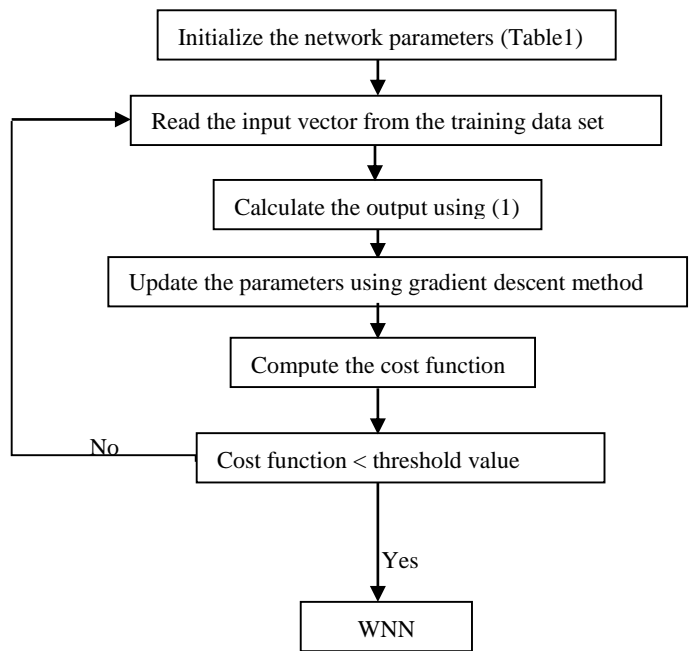 Initialize the network parameters (Table1)
Read the input vector from the training data set
Calculate the output using (1)
Update the parameters using gradient descent method
Compute the cost function
No
Cost function < threshold value
Yes
WNN